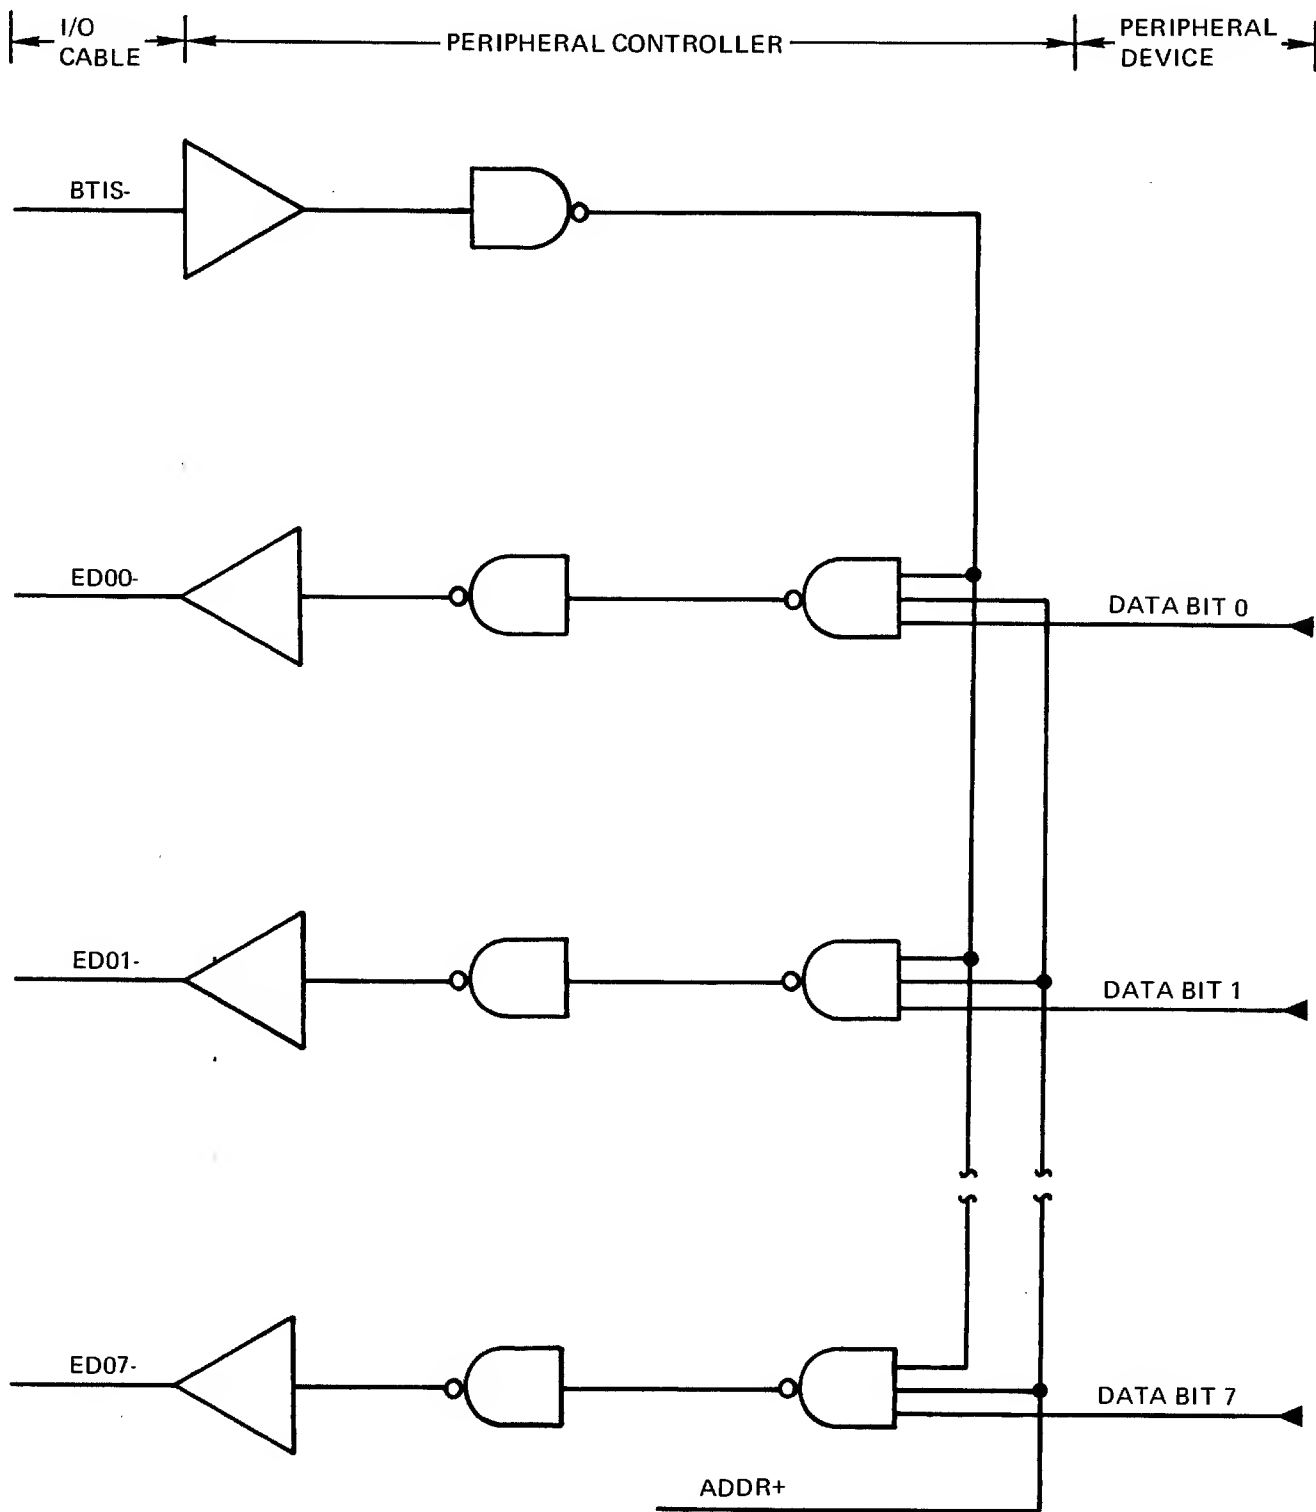 I/O
CABLE
PERIPHERAL CONTROLLER
PERIPHERAL
DEVICE
BTIS-
ED00-
DATA BIT 0
ED01-
DATA BIT 1
ED07-
DATA BIT 7
ADDR+